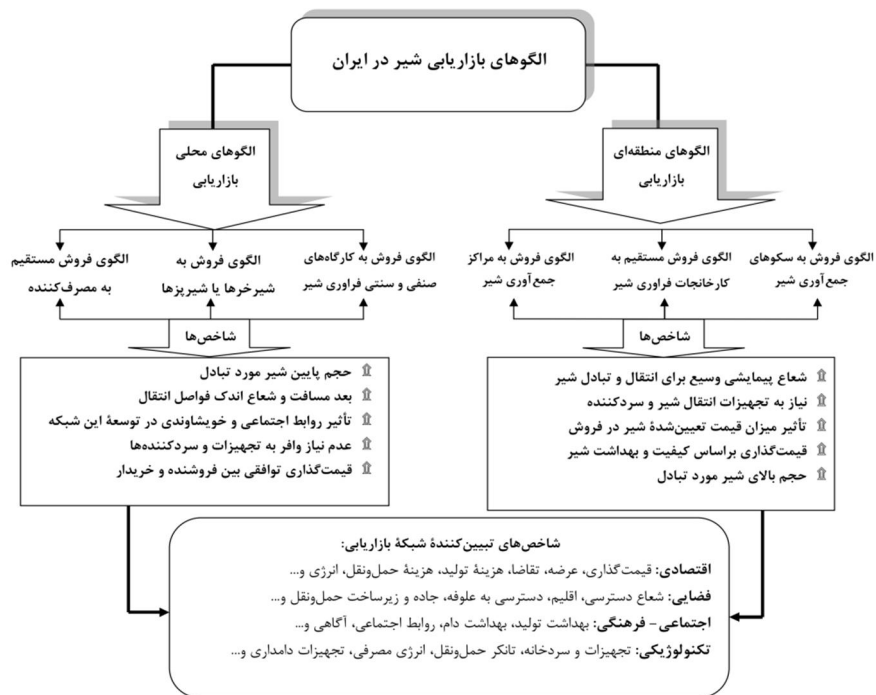 الگوهای بازاریابی شیر در ایران
الگوهای منطقه‌ای
بازاریابی
الگوهای محلی
بازاریابی
الگوی فروش به سکوهای
جمع‌آوری شیر
الگوی فروش مستقیم به
کارخانجات فراوری شیر
الگوی فروش به مراکز
جمع‌آوری شیر
الگوی فروش به کارگاه‌های
صنفی و سنتی فراوری شیر
الگوی فروش به
شیرخرها یا شیرپزها
الگوی فروش مستقیم
به مصرف‌کننده
شاخص‌ها
شعاع پیمایشی وسیع برای انتقال و تبادل شیر
نیاز به تجهیزات انتقال شیر و سردکننده
تأثیر میزان قیمت تعیین‌شدۀ شیر در فروش
قیمت‌گذاری براساس کیفیت و بهداشت شیر
حجم بالای شیر مورد تبادل
شاخص‌ها
حجم پایین شیر مورد تبادل
بعد مسافت و شعاع اندک فواصل انتقال
تأثیر روابط اجتماعی و خویشاوندی در توسعۀ این شبکه
عدم نیاز وافر به تجهیزات و سردکننده‌ها
قیمت‌گذاری توافقی بین فروشنده و خریدار
شاخص‌های تبیین‌کنندۀ شبکۀ بازاریابی:
اقتصادی: قیمت‌گذاری، عرضه، تقاضا، هزینۀ تولید، هزینۀ حمل‌ونقل، انرژی و...
فضایی: شعاع دسترسی، اقلیم، دسترسی به علوفه، جاده و زیرساخت حمل‌ونقل و...
اجتماعی - فرهنگی: بهداشت تولید، بهداشت دام، روابط اجتماعی، آگاهی و...
تکنولوژیکی: تجهیزات و سردخانه، تانکر حمل‌ونقل، انرژی مصرفی، تجهیزات دامداری و...